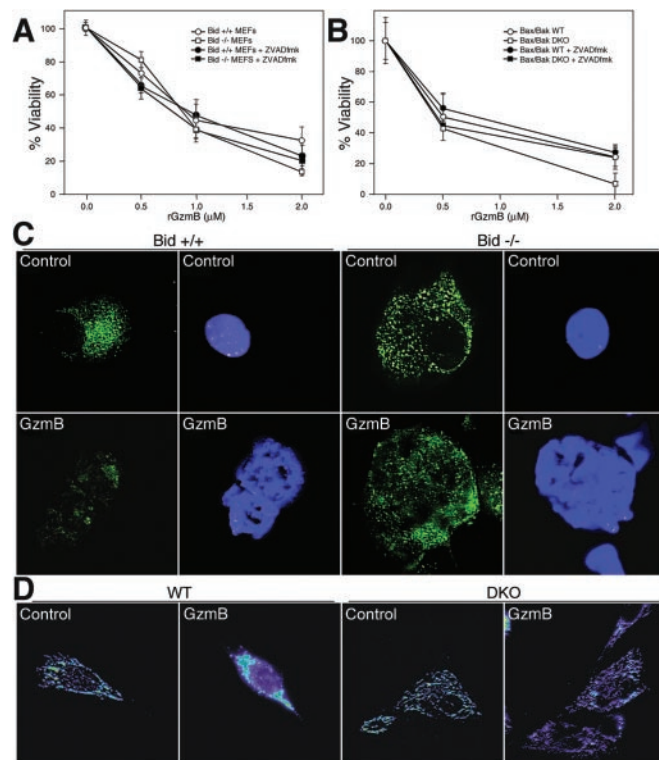 A
% Viability
100
80
60
40
20
0
0.0
0.5
1.0
1.5
2.0
rGzmB (μM)
Bid +/+ MEFs
Bid -/- MEFs
Bid +/+ MEFs + ZVADfmk
Bid -/- MEFS + ZVADfmk
B
% Viability
100
80
60
40
20
0
0.0
0.5
1.0
1.5
2.0
rGzmB (μM)
Bax/Bak WT
Bax/Bak DKO
Bax/Bak WT + ZVADfmk
Bax/Bak DKO + ZVADfmk
C
Bid +/+
Bid -/-
Control
Control
Control
Control
GzmB
GzmB
GzmB
GzmB
D
WT
DKO
Control
GzmB
Control
GzmB